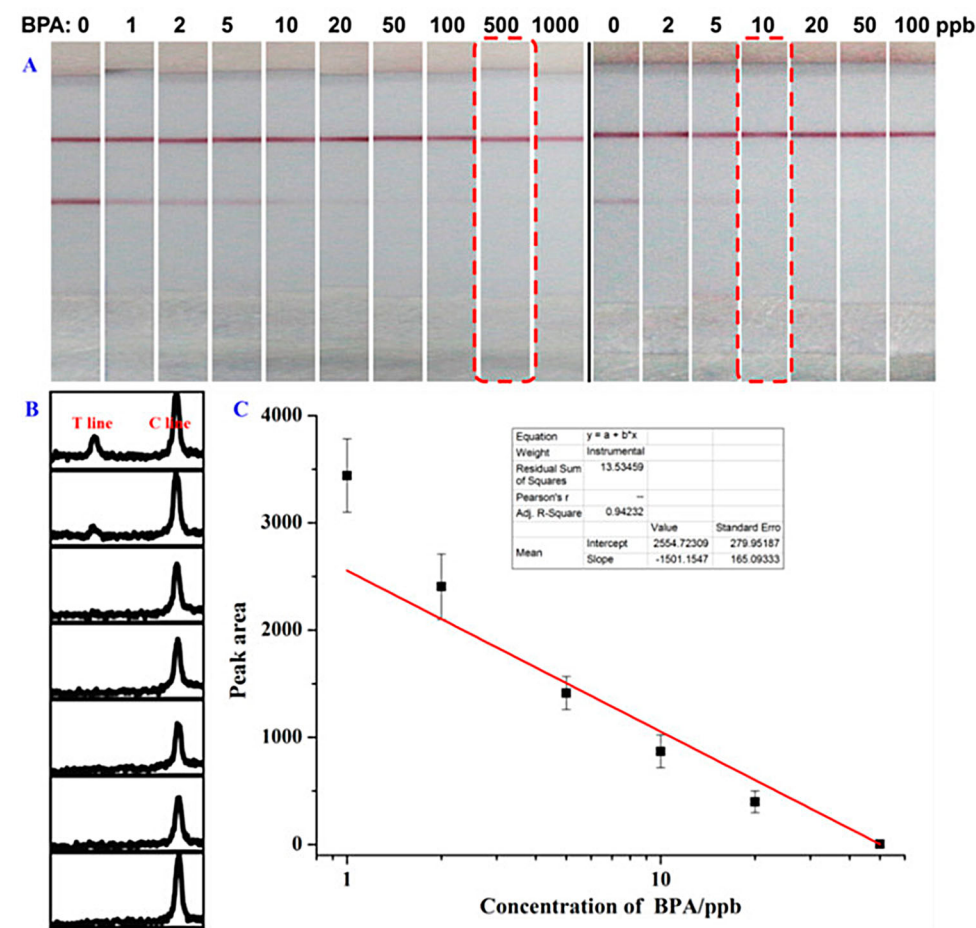 BPA: 0 1 2 5 10 20 50 100 500 1000 0 2 5 10 20 50 100 ppb
A
B
T line C line
C
4000
3000
2000
1000
0
Peak area
1 10
Concentration of BPA/ppb
Equation y = a + b*x
Weight Instrumental
Residual Sum of Squares 13.53459
Pearson's r --
Adj. R-Square 0.94232
Value Standard Erro
Mean Intercept 2554.72309 279.95187
Slope -1501.1547 165.09333